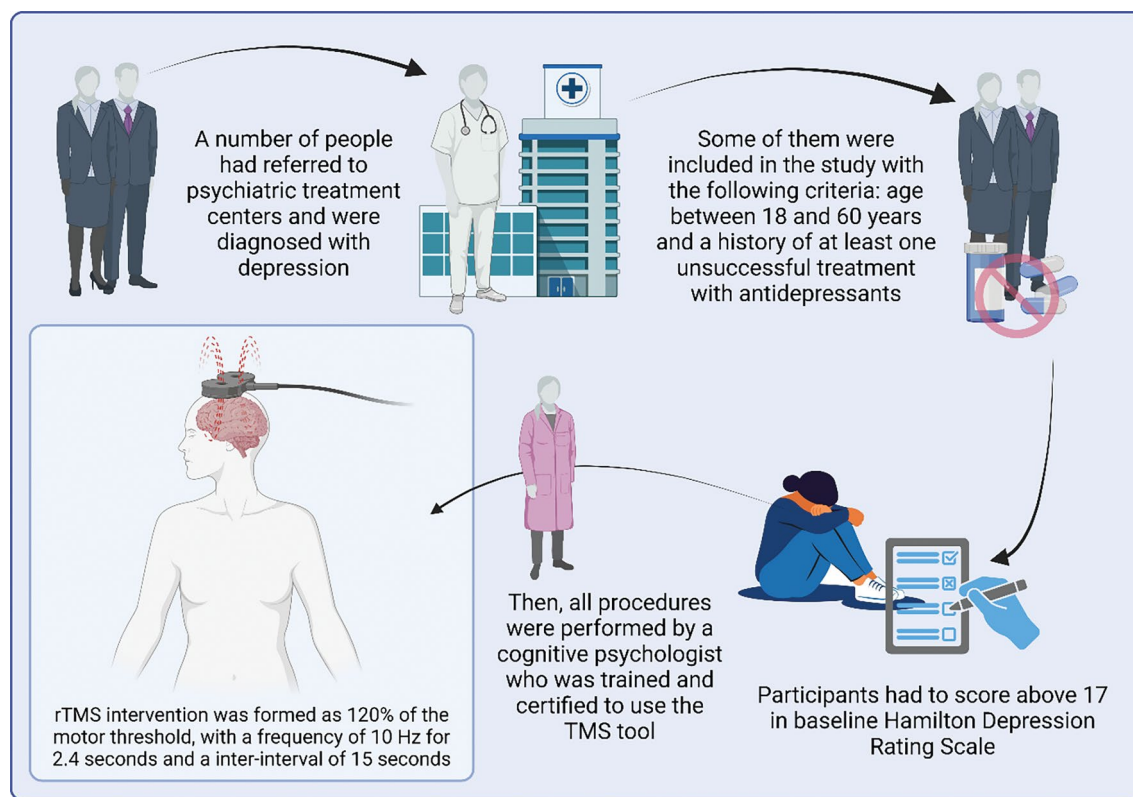 A number of people
had referred to
psychiatric treatment
centers and were
diagnosed with
depression
Some of them were
included in the study with
the following criteria: age
between 18 and 60 years
and a history of at least one
unsuccessful treatment
with antidepressants
Participants had to score above 17
in baseline Hamilton Depression
Rating Scale
Then, all procedures
were performed by a
cognitive psychologist
who was trained and
certified to use the
TMS tool
rTMS intervention was formed as 120% of the
motor threshold, with a frequency of 10 Hz for
2.4 seconds and a inter-interval of 15 seconds